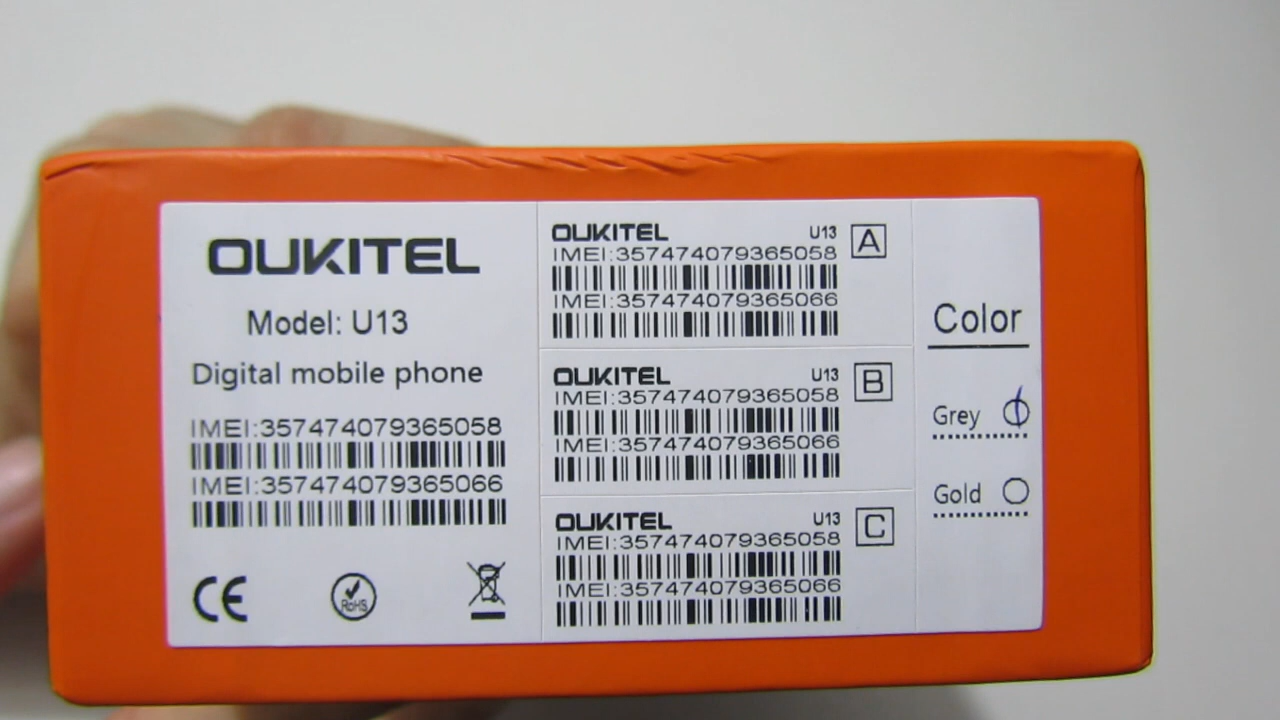 OUKITEL
Model: U13
Digital mobile phone
IMEI:357474079365058
IMEI:357474079365066
CE
RoHS
OUKITEL U13 A
IMEI:357474079365058
IMEI:357474079365066
OUKITEL U13 B
IMEI:357474079365058
IMEI:357474079365066
OUKITEL U13 C
IMEI:357474079365058
IMEI:357474079365066
Color
Grey
Gold